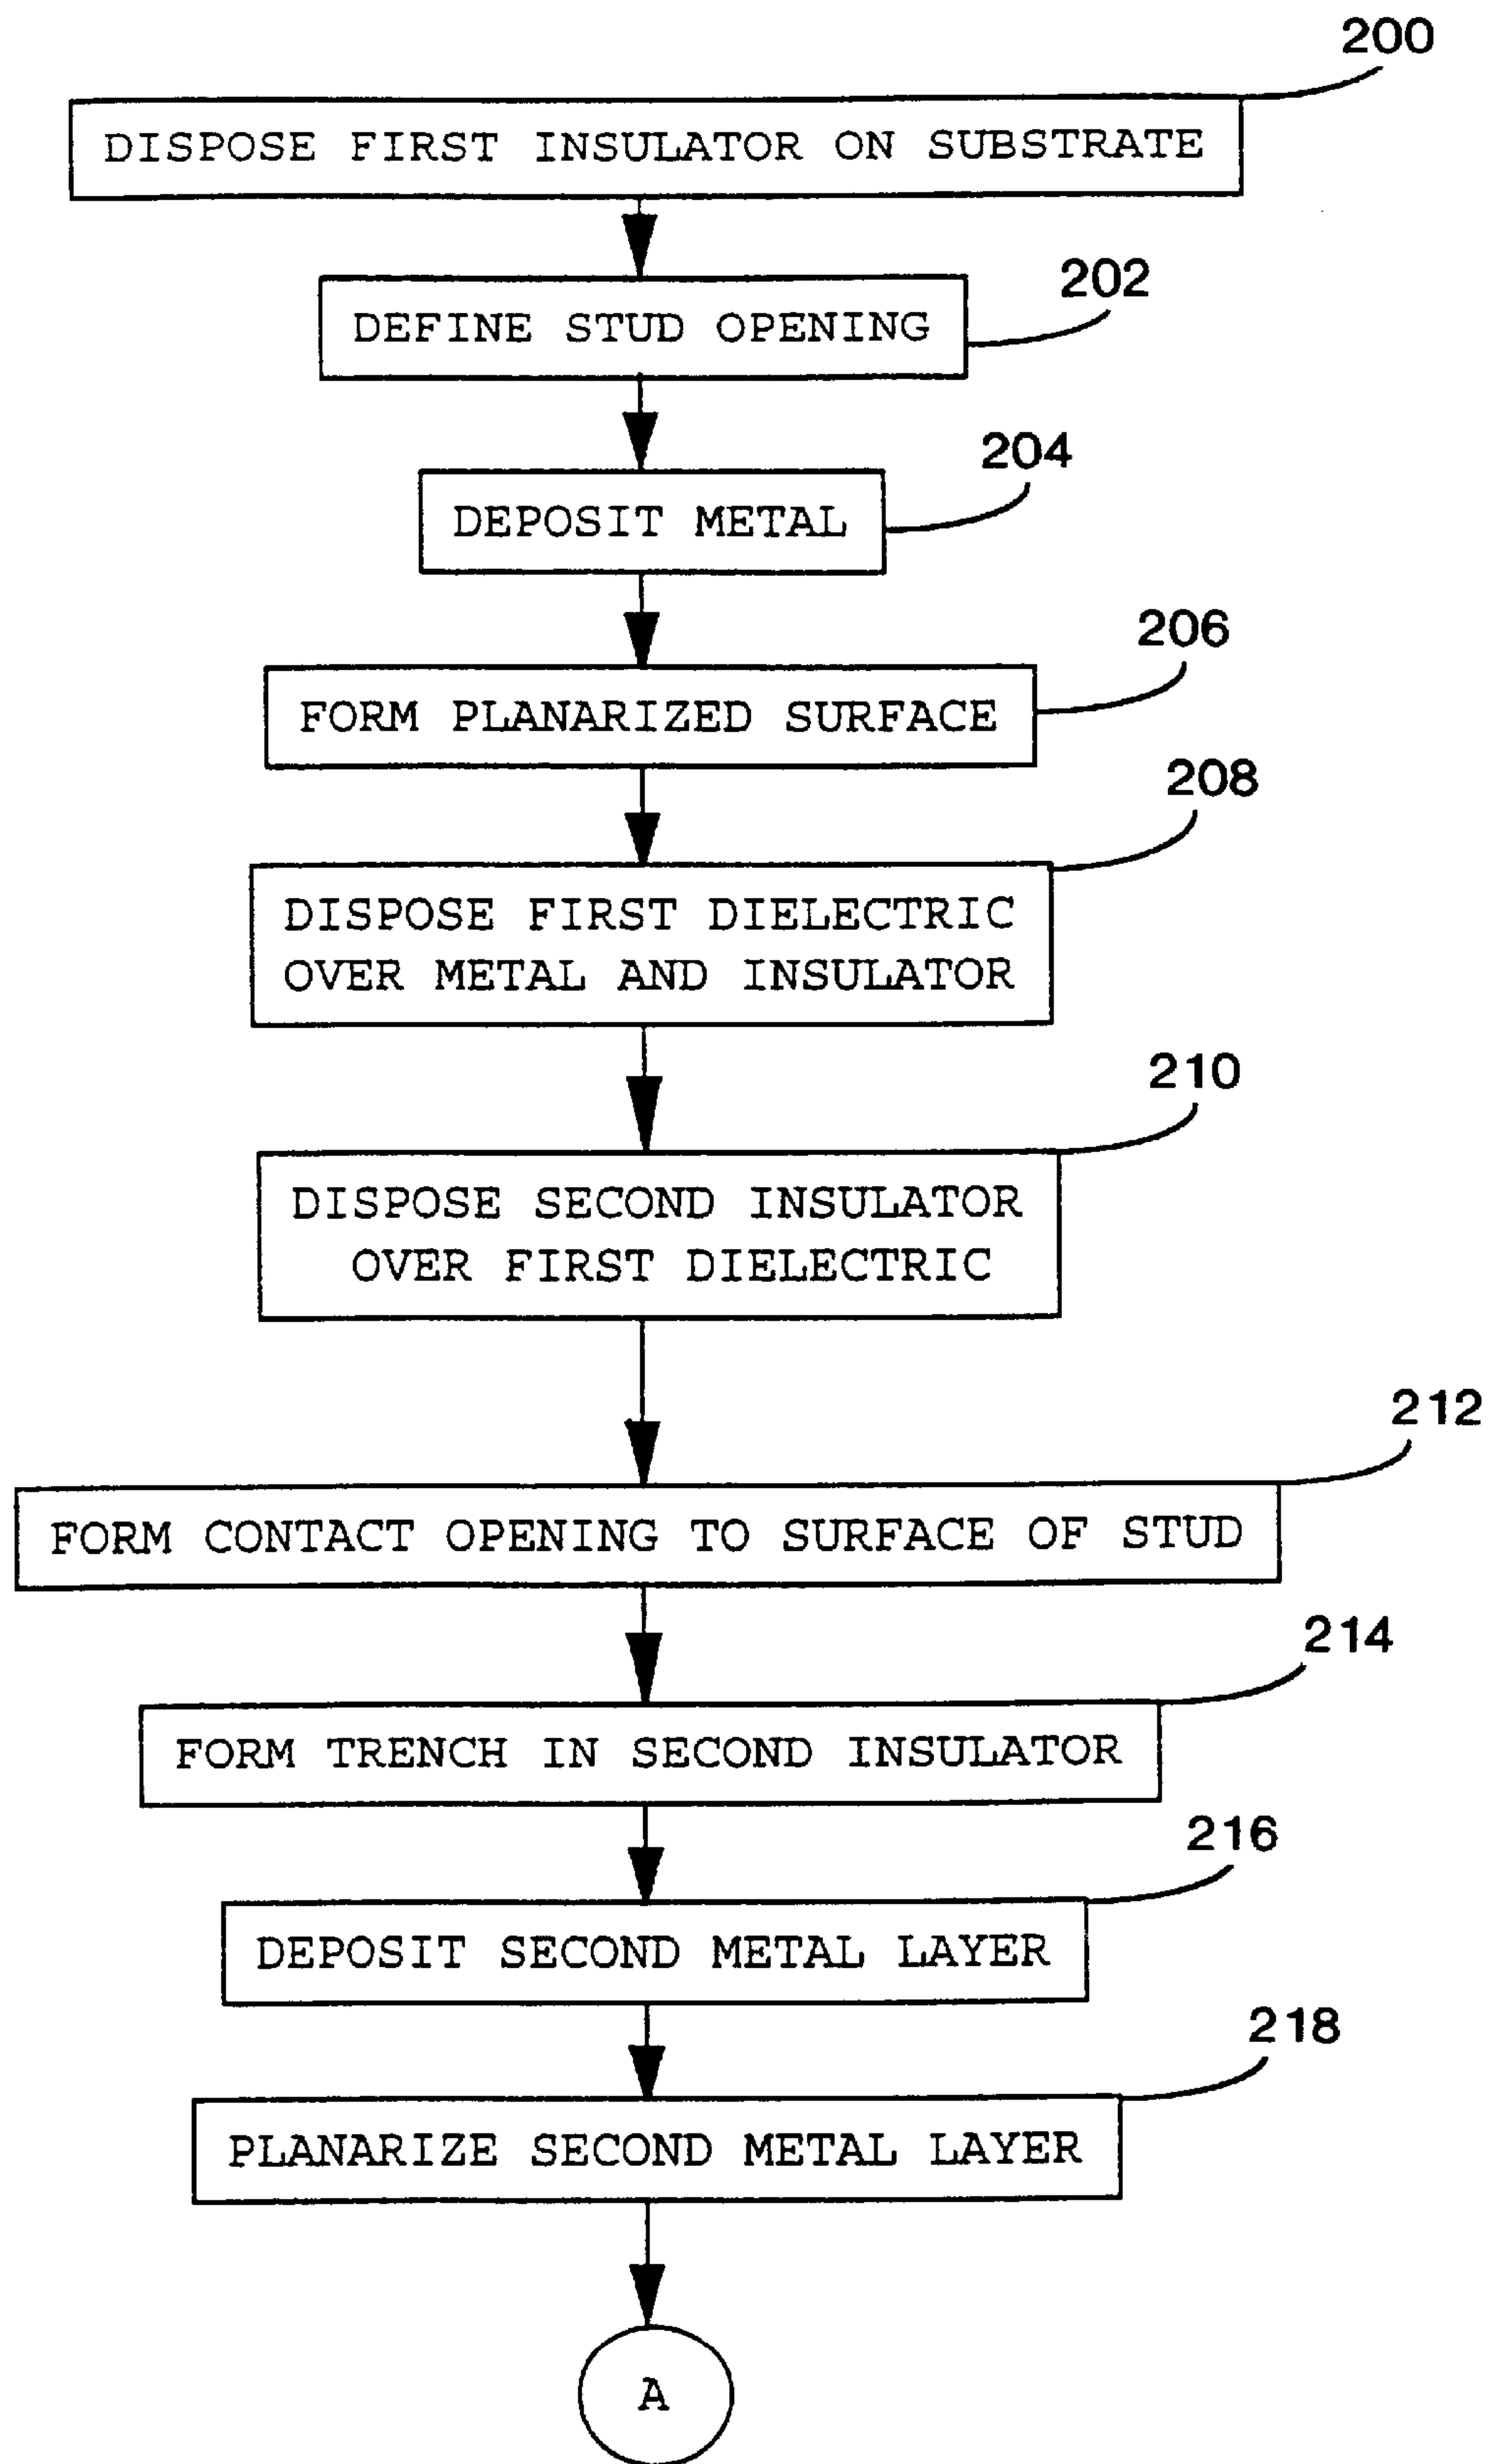 200
DISPOSE FIRST INSULATOR ON SUBSTRATE
202
DEFINE STUD OPENING
204
DEPOSIT METAL
206
FORM PLANARIZED SURFACE
208
DISPOSE FIRST DIELECTRIC
OVER METAL AND INSULATOR
210
DISPOSE SECOND INSULATOR
OVER FIRST DIELECTRIC
212
FORM CONTACT OPENING TO SURFACE OF STUD
214
FORM TRENCH IN SECOND INSULATOR
216
DEPOSIT SECOND METAL LAYER
218
PLANARIZE SECOND METAL LAYER
A